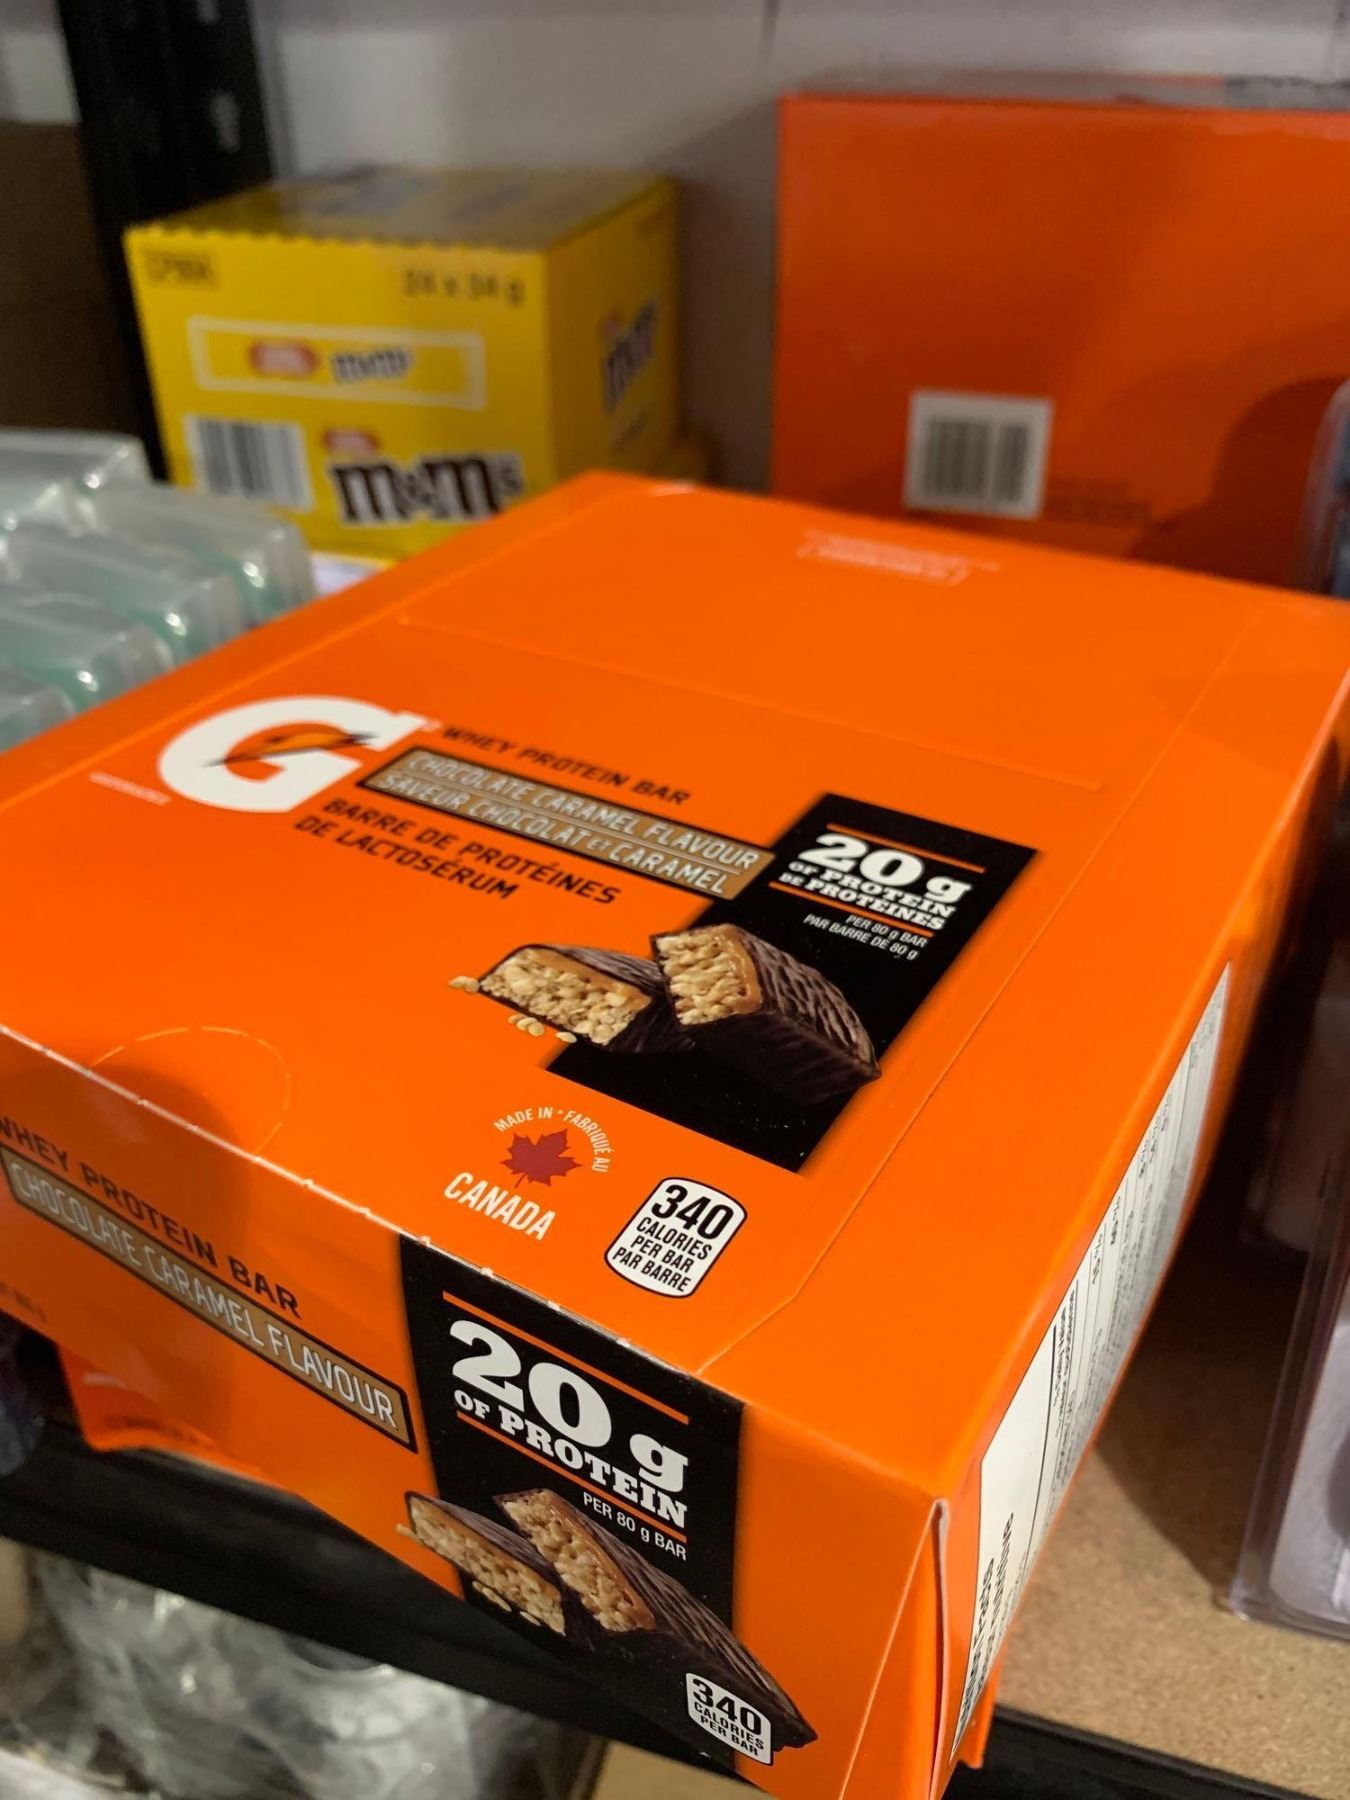 24 x 34 g
m&m's
m&m's
G
WHEY PROTEIN BAR
CHOCOLATE CARAMEL FLAVOUR
SAVEUR CHOCOLAT ET CARAMEL
BARRE DE PROTÉINES
DE LACTOSÉRUM
20 g
OF PROTEIN
DE PROTÉINES
PER 80 g BAR
PAR BARRE DE 80 g
MADE IN • FABRIQUÉ AU
CANADA
340
CALORIES
PER BAR
PAR BARRE
WHEY PROTEIN BAR
CHOCOLATE CARAMEL FLAVOUR
20 g
OF PROTEIN
PER 80 g BAR
340
CALORIES
PER BAR